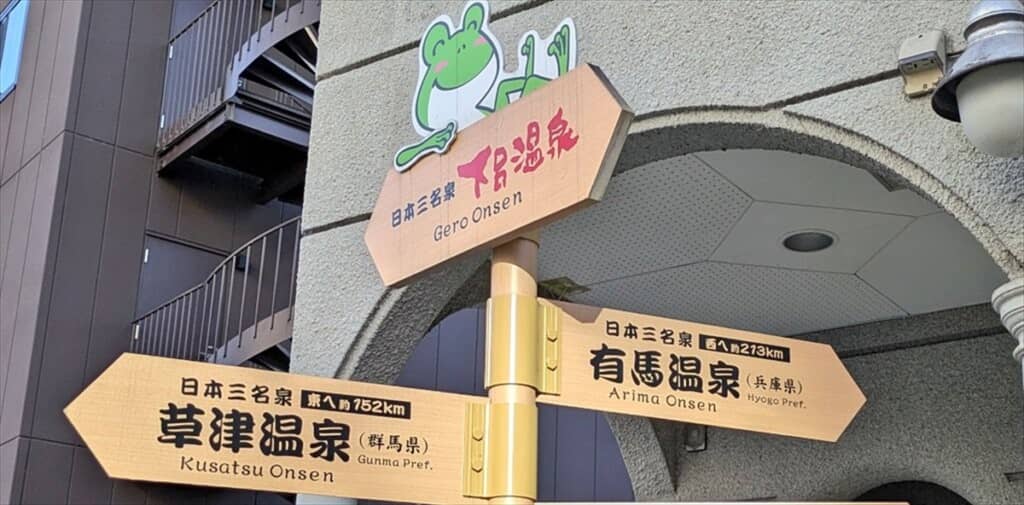 日本三名泉 下呂温泉
Gero Onsen
日本三名泉 西へ約213km
有馬温泉 (兵庫県)
Arima Onsen Hyogo Pref.
日本三名泉 東へ約152km
草津温泉 (群馬県)
Kusatsu Onsen Gunma Pref.